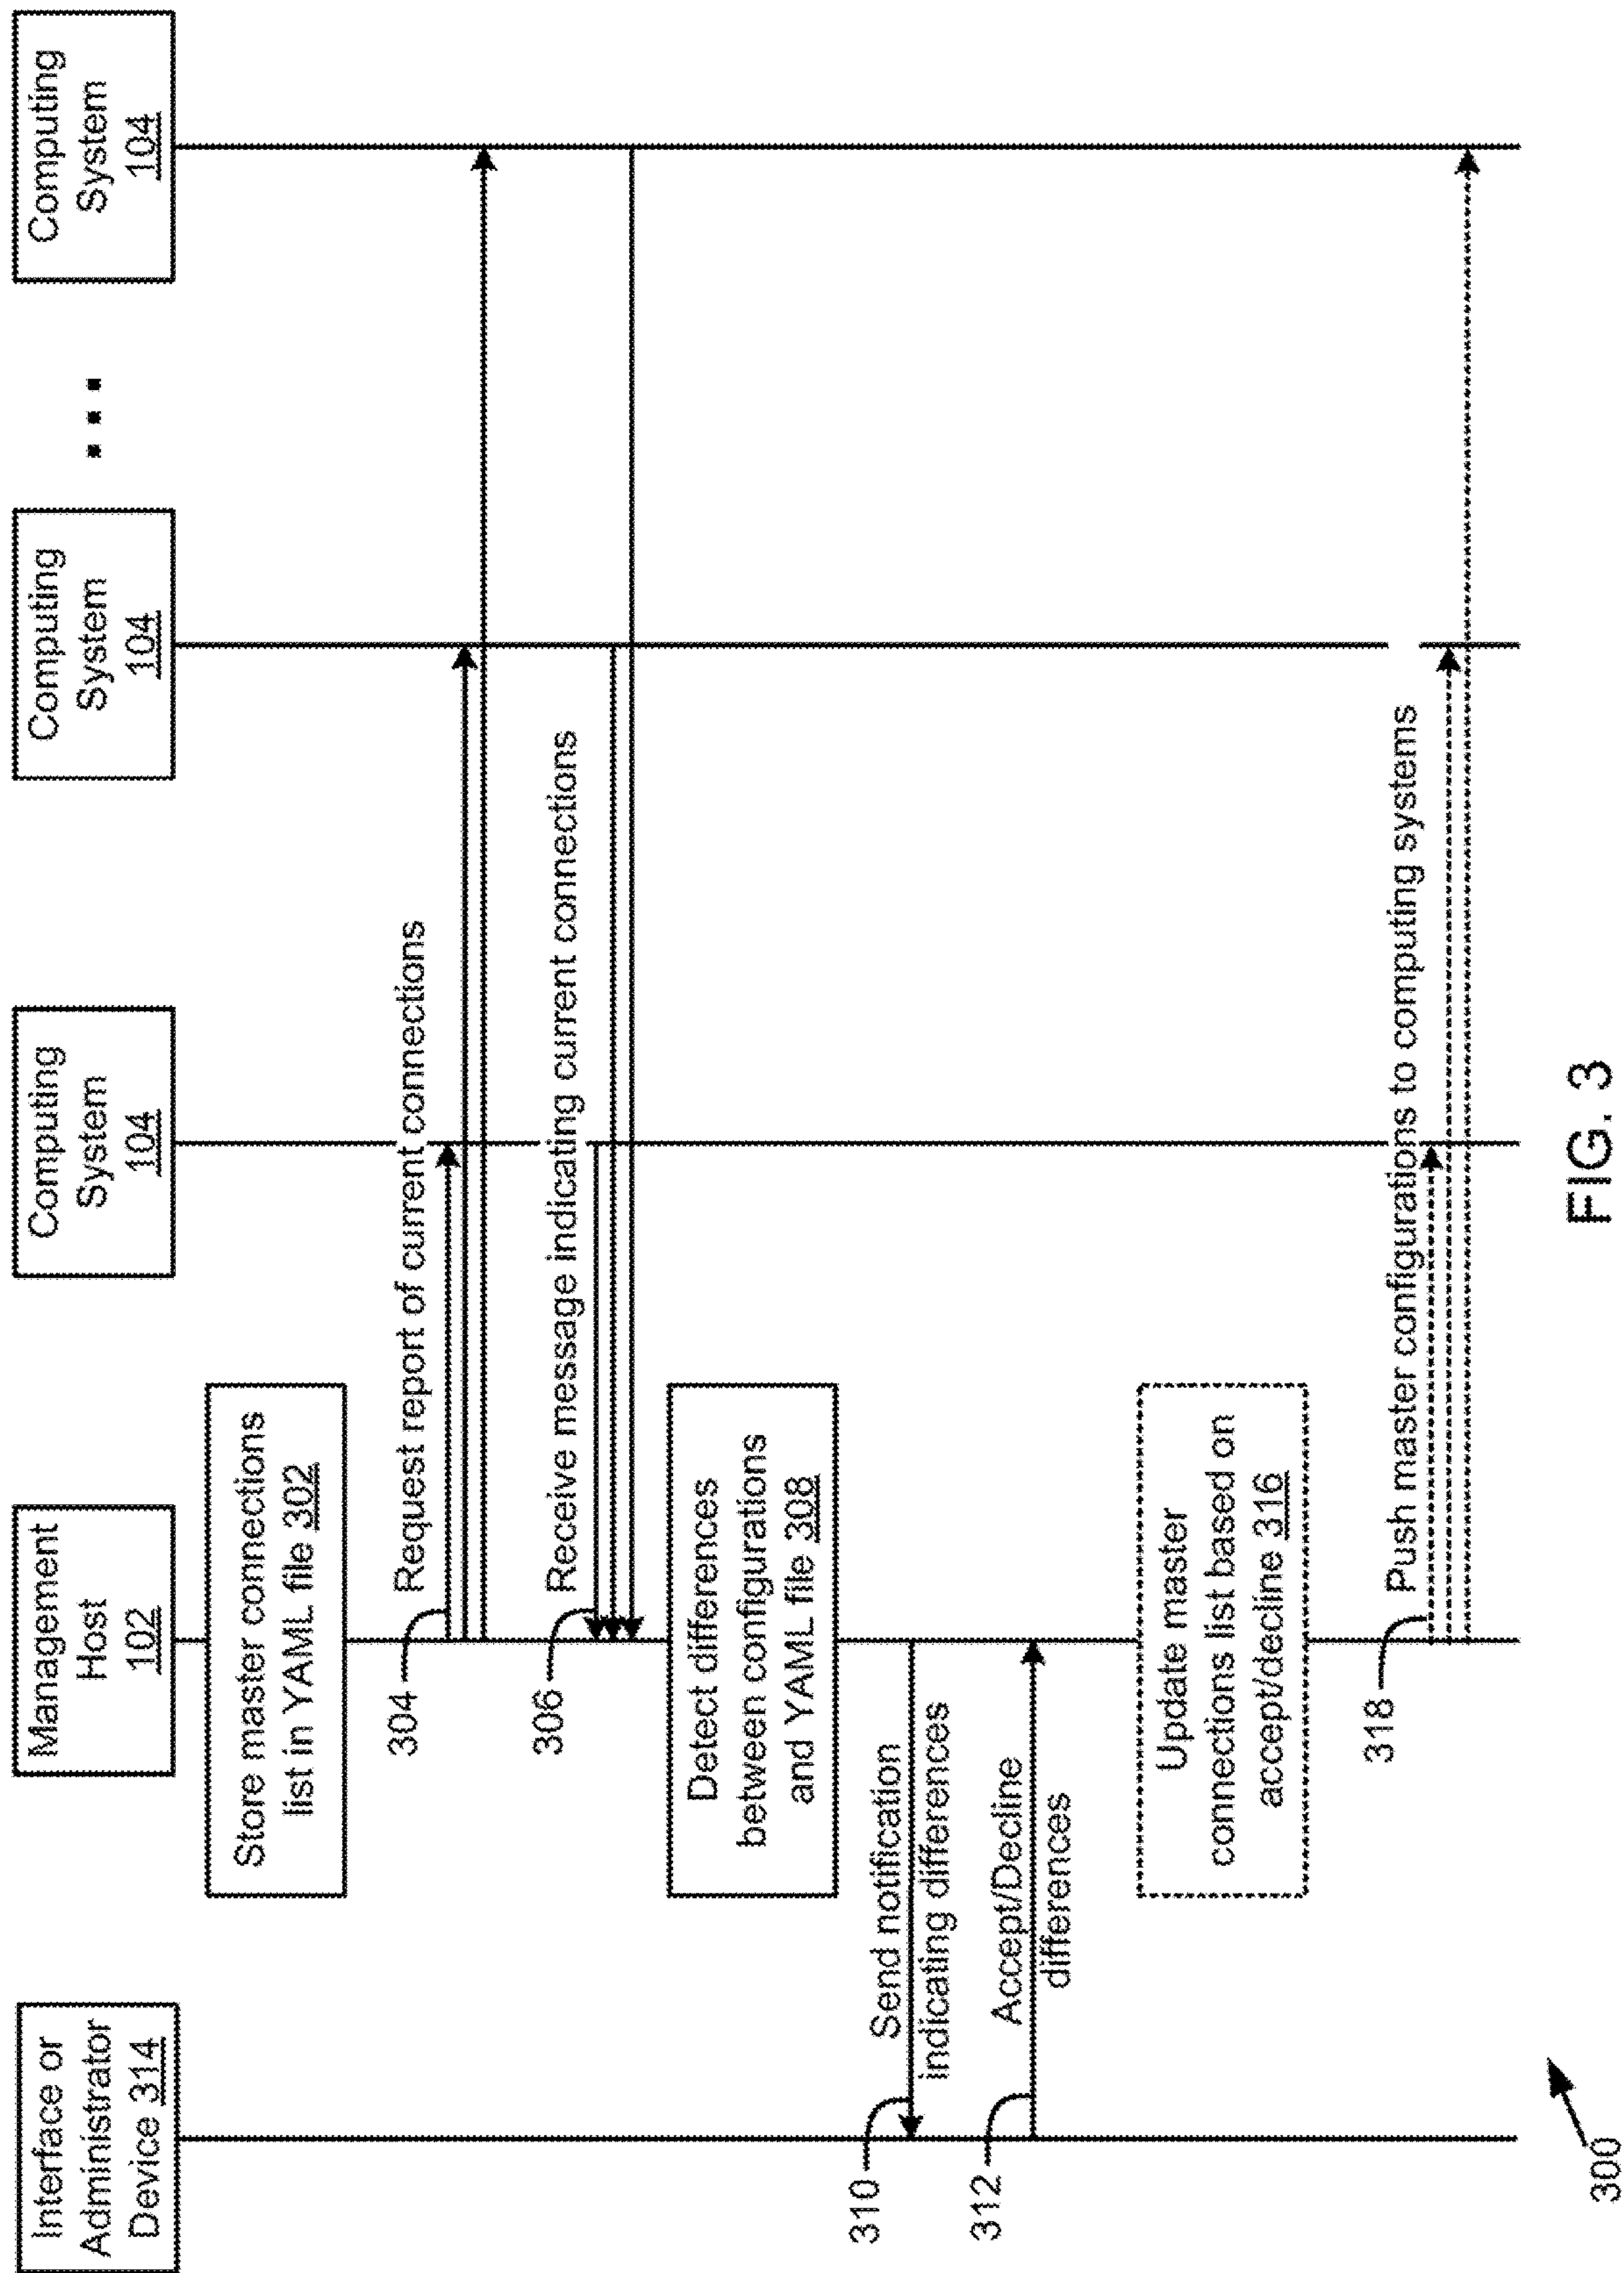 Interface or
Administrator
Device 314
Management
Host
102
Computing
System
104
Computing
System
104
...
Computing
System
104
Store master connections
list in YAML file 302
304
Request report of current connections
306
Receive message indicating current connections
Detect differences
between configurations
and YAML file 308
310
Send notification
indicating differences
312
Accept/Decline
differences
Update master
connections list based on
accept/decline 316
318
Push master configurations to computing systems
300
FIG. 3